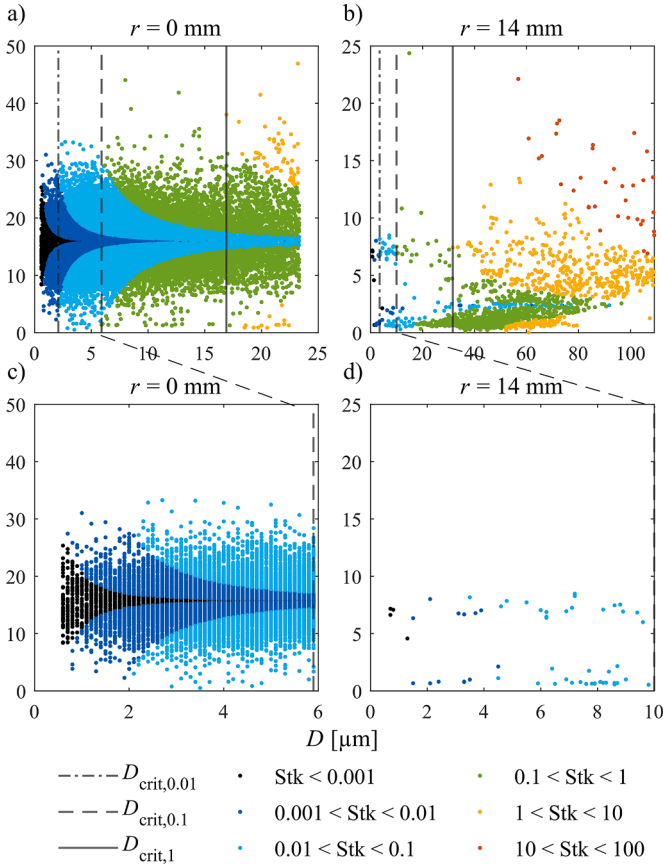 a) r = 0 mm
b) r = 14 mm
50
40
30
20
10
0
0 5 10 15 20 25
25
20
15
10
5
0
0 20 40 60 80 100
c) r = 0 mm
d) r = 14 mm
50
40
30
20
10
0
0 2 4 6
25
20
15
10
5
0
0 2 4 6 8 10
D [µm]
D_crit,0.01 Stk < 0.001 0.1 < Stk < 1
D_crit,0.1 0.001 < Stk < 0.01 1 < Stk < 10
D_crit,1 0.01 < Stk < 0.1 10 < Stk < 100